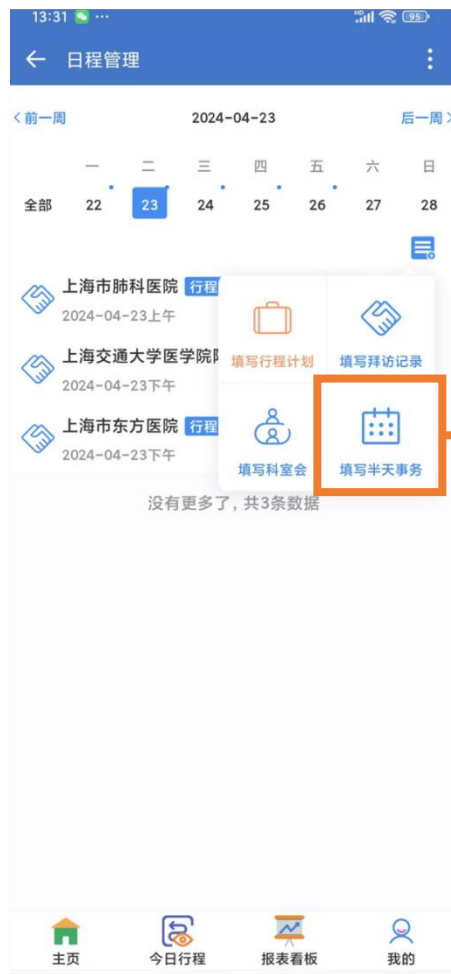 13:31 ... 95
日程管理
前一周 2024-04-23 后一周
一 二 三 四 五 六 日
全部 22 23 24 25 26 27 28
上海市肺科医院 行程
2024-04-23上午
上海交通大学医学院
2024-04-23下午
上海市东方医院 行程
2024-04-23下午
填写行程计划 填写拜访记录
填写科室会 填写半天事务
没有更多了，共3条数据
主页 今日行程 报表看板 我的